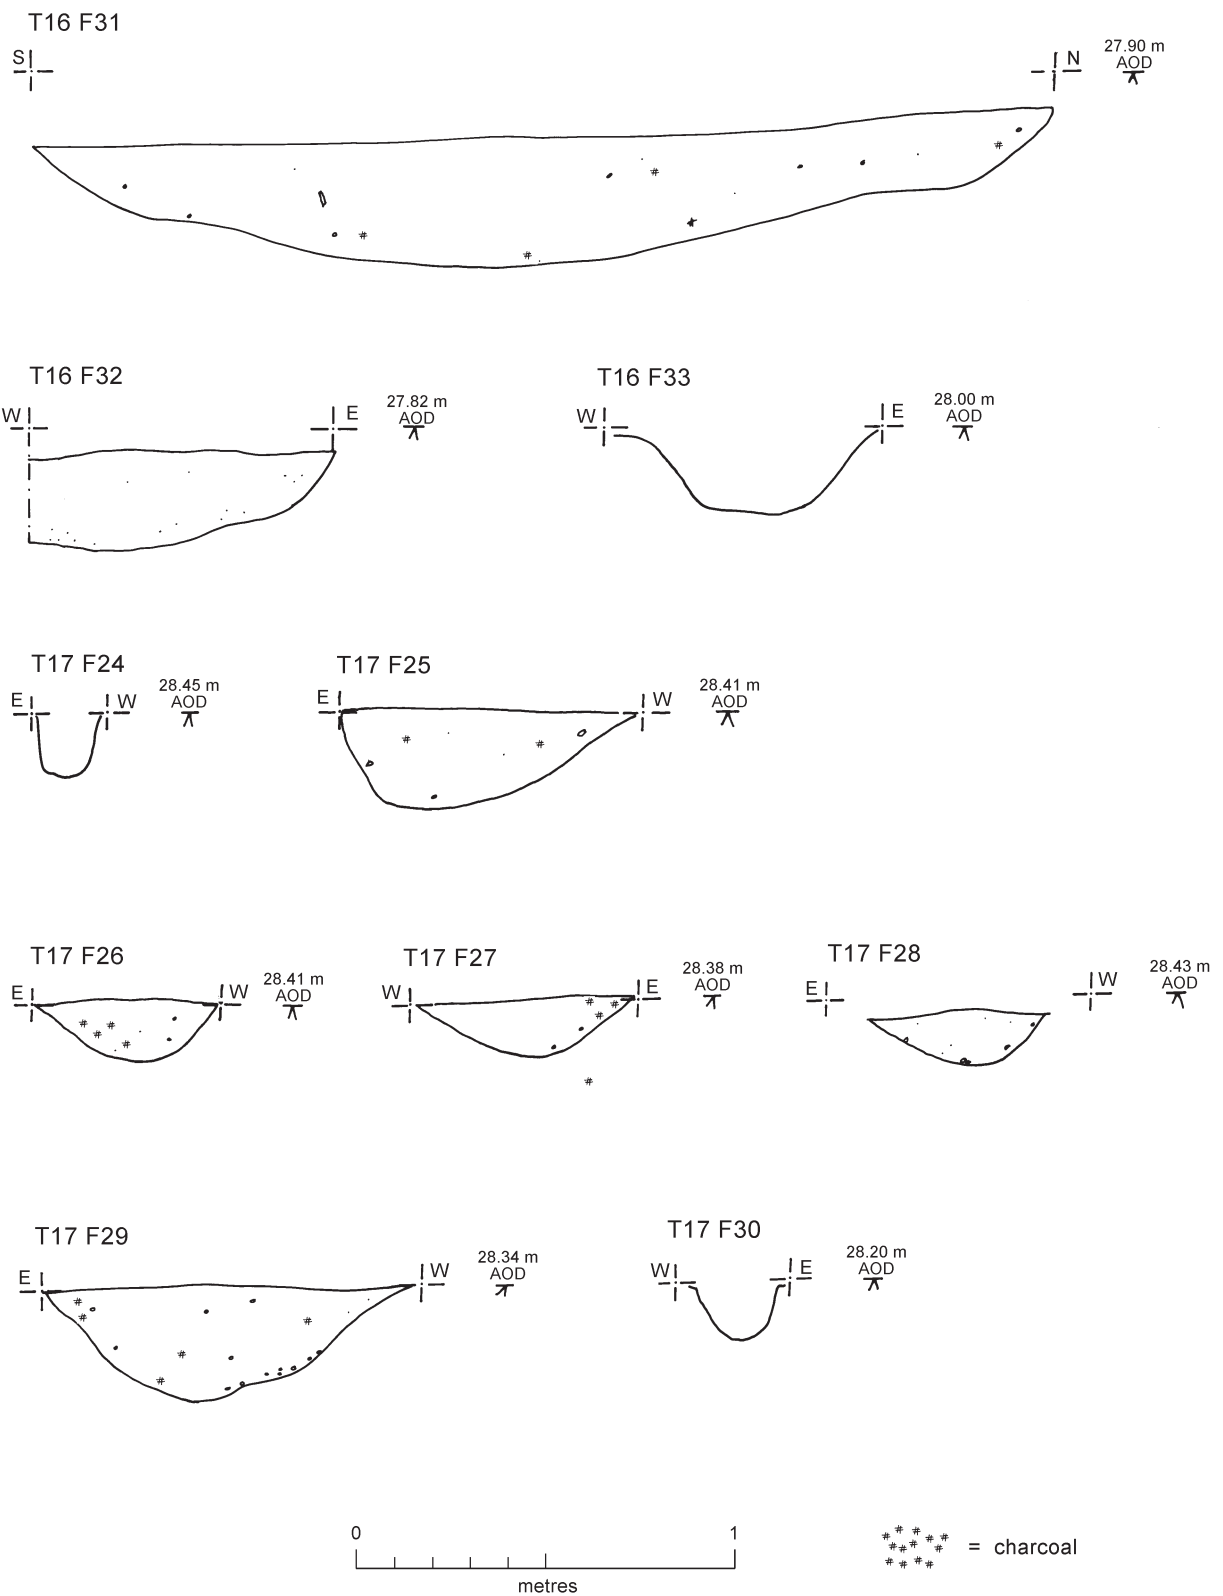 T16 F31
S
N
27.90 m
AOD
T16 F32
W
E
27.82 m
AOD
T16 F33
W
E
28.00 m
AOD
T17 F24
E
W
28.45 m
AOD
T17 F25
E
W
28.41 m
AOD
T17 F26
E
W
28.41 m
AOD
T17 F27
W
E
28.38 m
AOD
T17 F28
E
W
28.43 m
AOD
T17 F29
E
W
28.34 m
AOD
T17 F30
W
E
28.20 m
AOD
0 1
metres
= charcoal